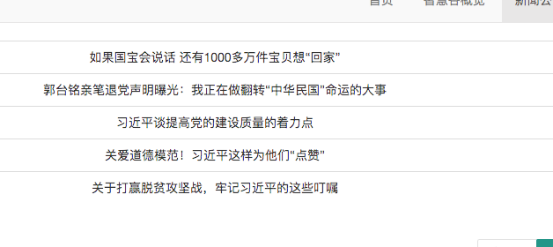 首页 智慧谷概览 新闻公
如果国宝会说话 还有1000多万件宝贝想“回家”
郭台铭亲笔退党声明曝光：我正在做翻转“中华民国”命运的大事
习近平谈提高党的建设质量的着力点
关爱道德模范！习近平这样为他们“点赞”
关于打赢脱贫攻坚战，牢记习近平的这些叮嘱